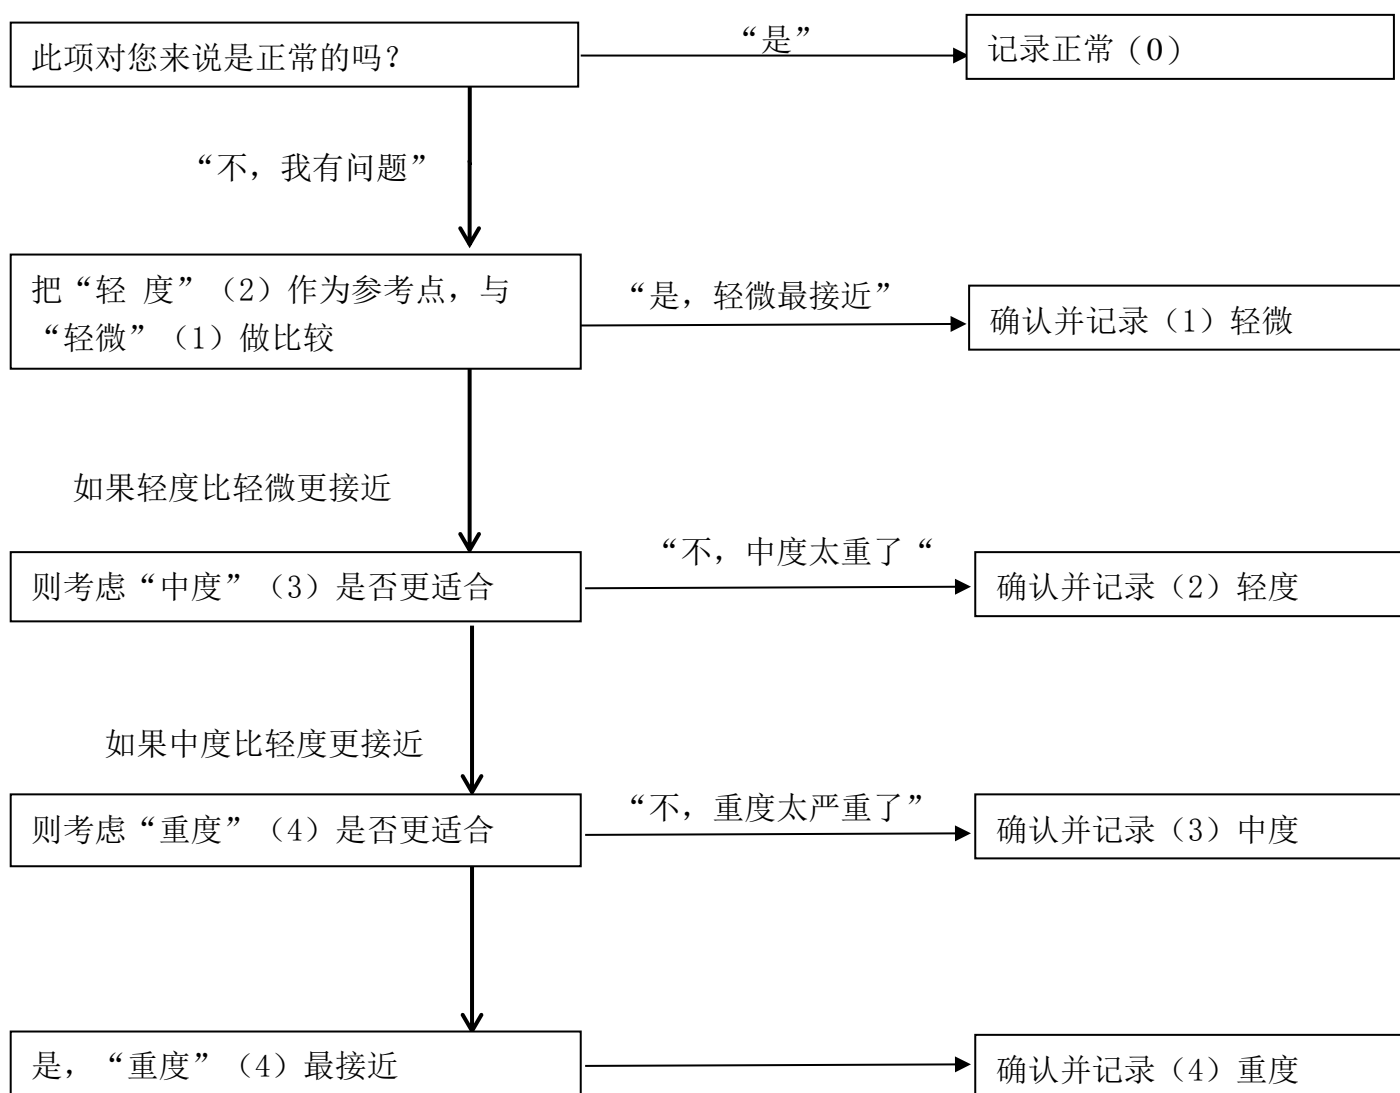 此项对您来说是正常的吗？
“是”
记录正常（0）
“不，我有问题”
把“轻 度”（2）作为参考点，与
“轻微”（1）做比较
“是，轻微最接近”
确认并记录（1）轻微
如果轻度比轻微更接近
则考虑“中度”（3）是否更适合
“不，中度太重了“
确认并记录（2）轻度
如果中度比轻度更接近
则考虑“重度”（4）是否更适合
“不，重度太严重了”
确认并记录（3）中度
是，“重度”（4）最接近
确认并记录（4）重度